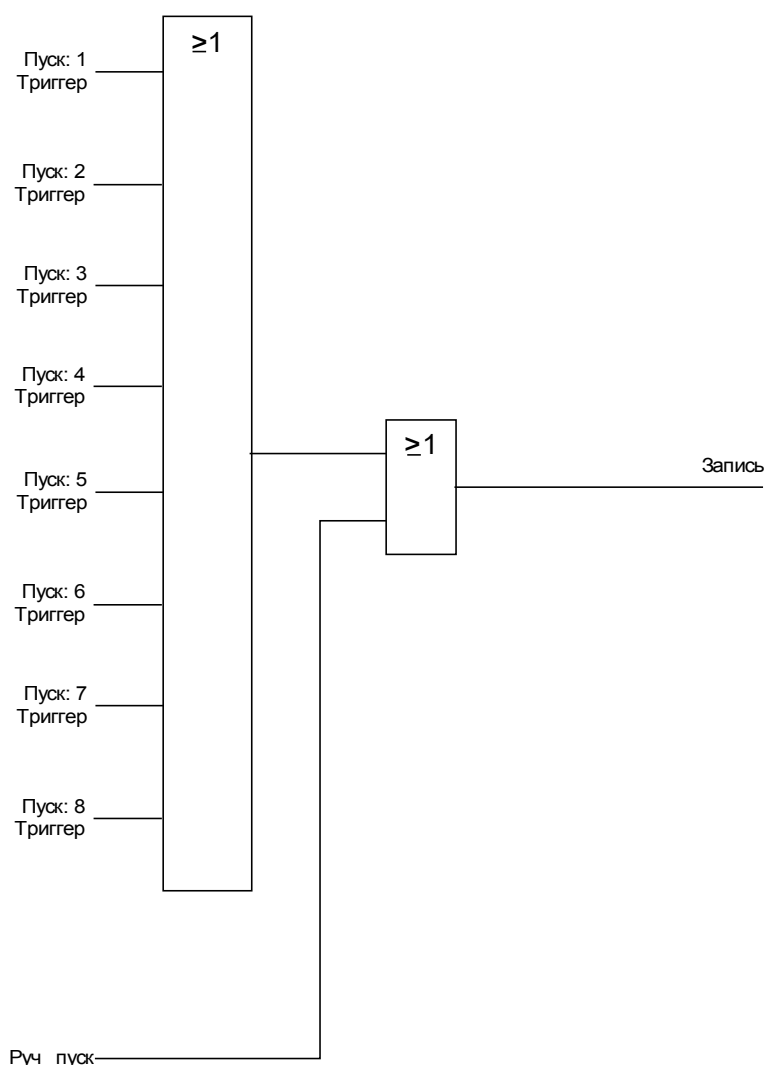 ≥1
Пуск: 1
Триггер
Пуск: 2
Триггер
Пуск: 3
Триггер
Пуск: 4
Триггер
≥1
Запись
Пуск: 5
Триггер
Пуск: 6
Триггер
Пуск: 7
Триггер
Пуск: 8
Триггер
Руч пуск